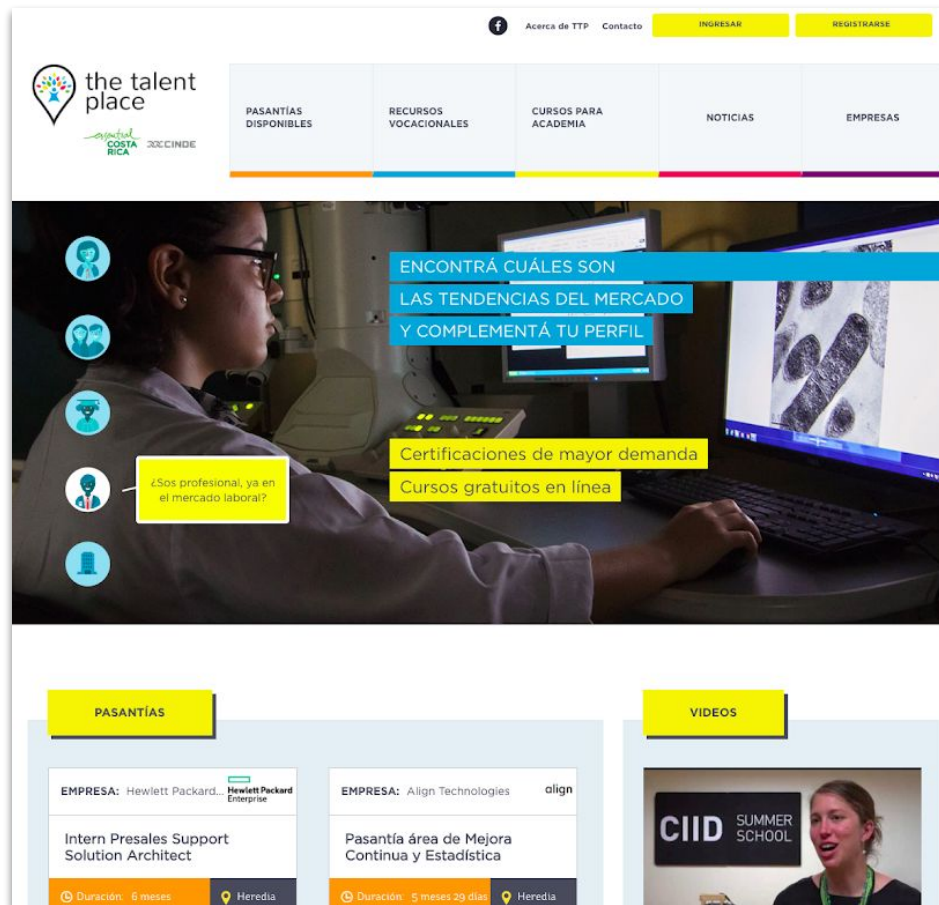 f
Acerca de TTP
Contacto
INGRESAR
REGISTRARSE
the talent
place
essential
COSTA
RICA
CINDE
PASANTÍAS
DISPONIBLES
RECURSOS
VOCACIONALES
CURSOS PARA
ACADEMIA
NOTICIAS
EMPRESAS
ENCONTRÁ CUÁLES SON
LAS TENDENCIAS DEL MERCADO
Y COMPLEMENTÁ TU PERFIL
Certificaciones de mayor demanda
Cursos gratuitos en línea
¿Sos profesional, ya en
el mercado laboral?
PASANTÍAS
EMPRESA: Hewlett Packard...
Hewlett Packard
Enterprise
Intern Presales Support
Solution Architect
Duración: 6 meses
Heredia
EMPRESA: Align Technologies
align
Pasantía área de Mejora
Continua y Estadística
Duración: 5 meses 29 días
Heredia
VIDEOS
CIID
SUMMER
SCHOOL